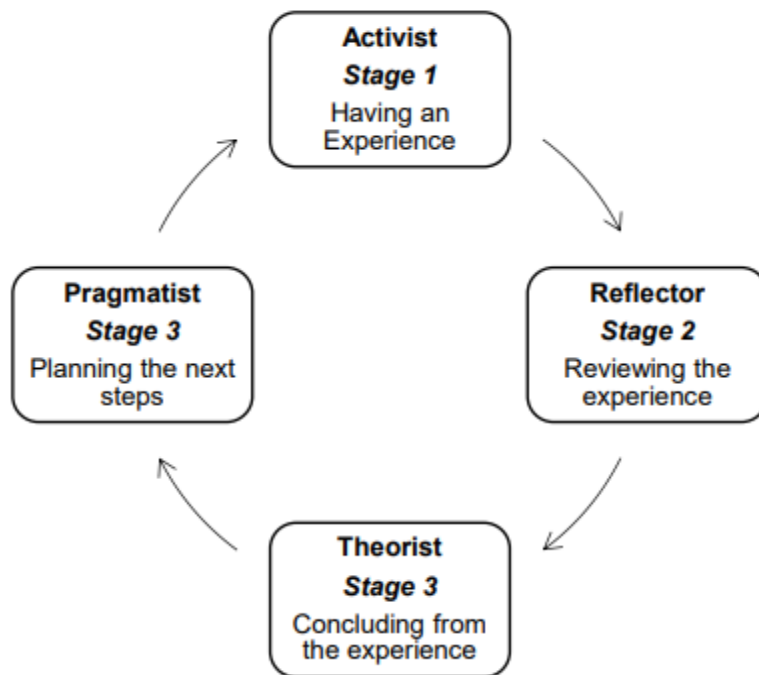 Activist
Stage 1
Having an
Experience
Reflector
Stage 2
Reviewing the
experience
Theorist
Stage 3
Concluding from
the experience
Pragmatist
Stage 3
Planning the next
steps